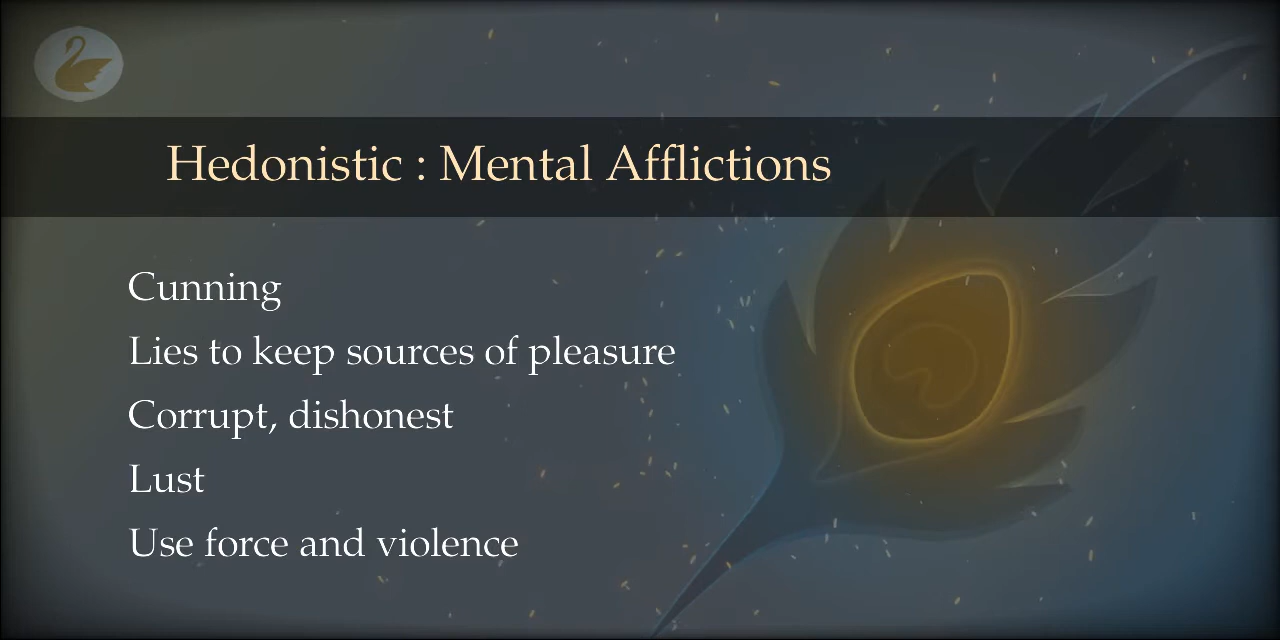 Hedonistic : Mental Afflictions
Cunning
Lies to keep sources of pleasure
Corrupt, dishonest
Lust
Use force and violence